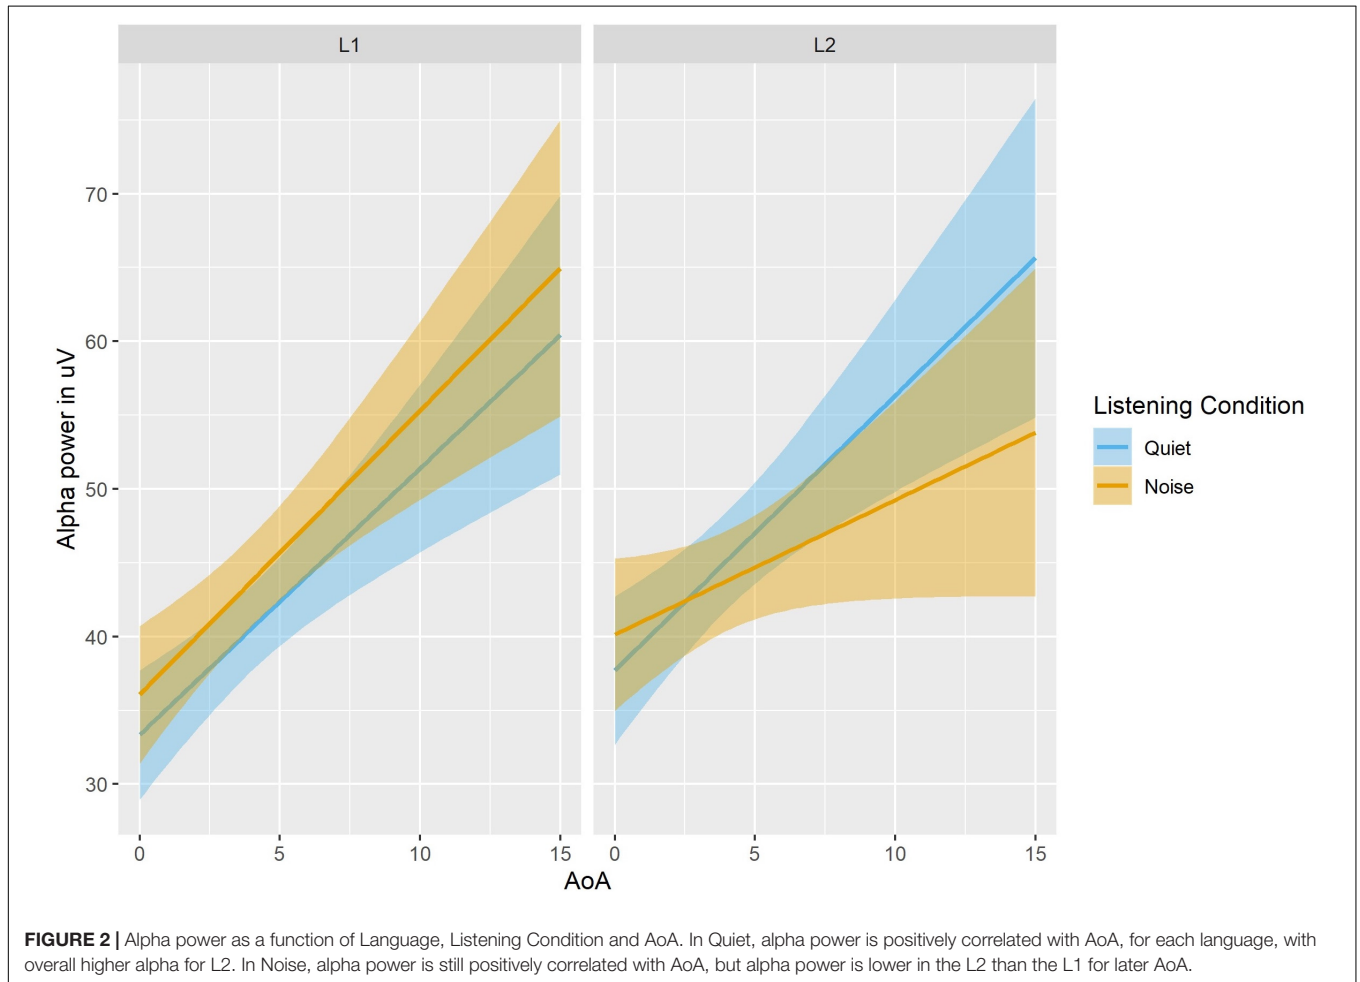 L1
L2
Alpha power in uV
70
60
50
40
30
0 5 10 15
0 5 10 15
AoA
Listening Condition
Quiet
Noise
FIGURE 2 | Alpha power as a function of Language, Listening Condition and AoA. In Quiet, alpha power is positively correlated with AoA, for each language, with
overall higher alpha for L2. In Noise, alpha power is still positively correlated with AoA, but alpha power is lower in the L2 than the L1 for later AoA.